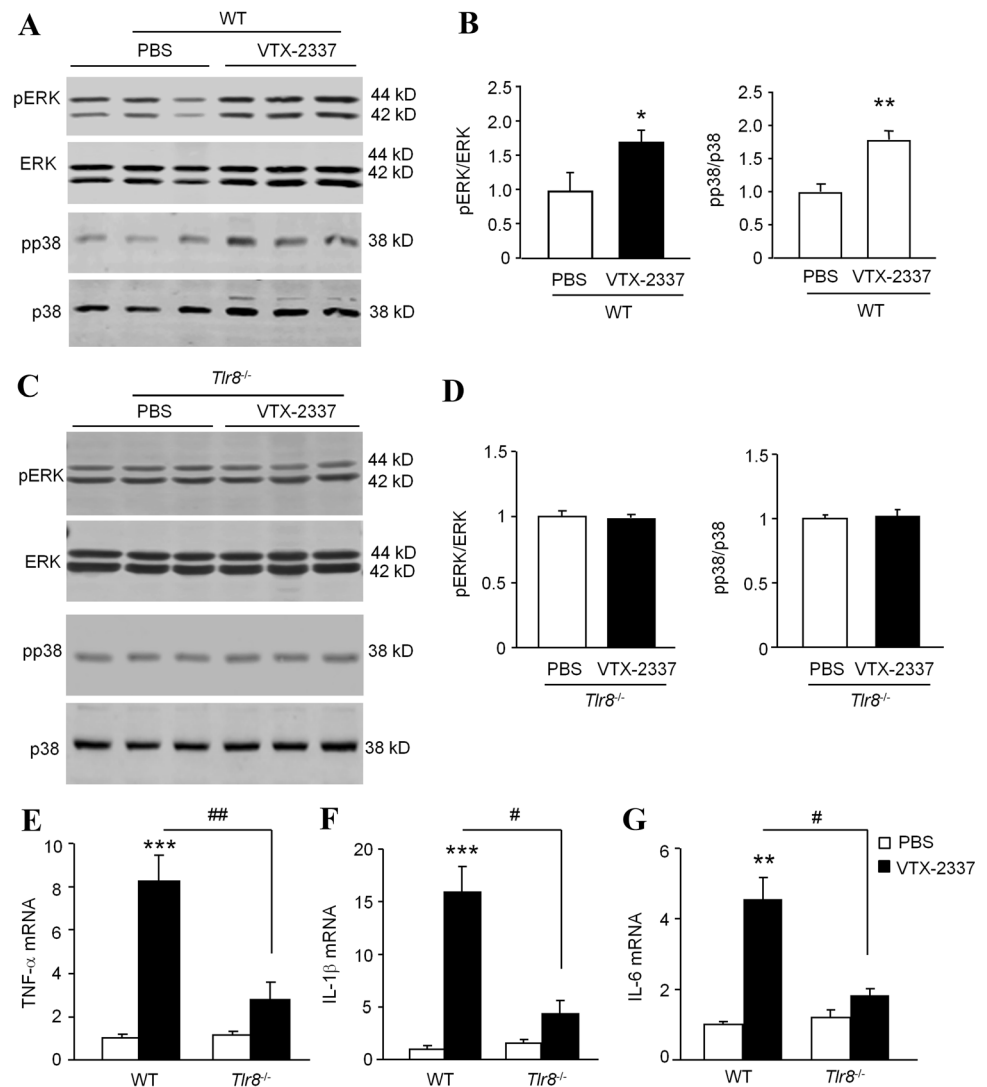 A
WT
PBS VTX-2337
pERK 44 kD
42 kD
ERK 44 kD
42 kD
pp38 38 kD
p38 38 kD
B
pERK/ERK
2.5
2.0
1.5
1.0
0.5
0
*
PBS VTX-2337
WT
pp38/p38
2.5
2.0
1.5
1.0
0.5
0
**
PBS VTX-2337
WT
C
Tlr8-/-
PBS VTX-2337
pERK 44 kD
42 kD
ERK 44 kD
42 kD
pp38 38 kD
p38 38 kD
D
pERK/ERK
1.5
1
0.5
0
PBS VTX-2337
Tlr8-/-
pp38/p38
1.5
1
0.5
0
PBS VTX-2337
Tlr8-/-
E
##
***
TNF-α mRNA
10
8
6
4
2
0
WT Tlr8-/-
F
#
***
IL-1β mRNA
20
15
10
5
0
WT Tlr8-/-
G
#
**
IL-6 mRNA
6
4
2
0
WT Tlr8-/-
PBS
VTX-2337